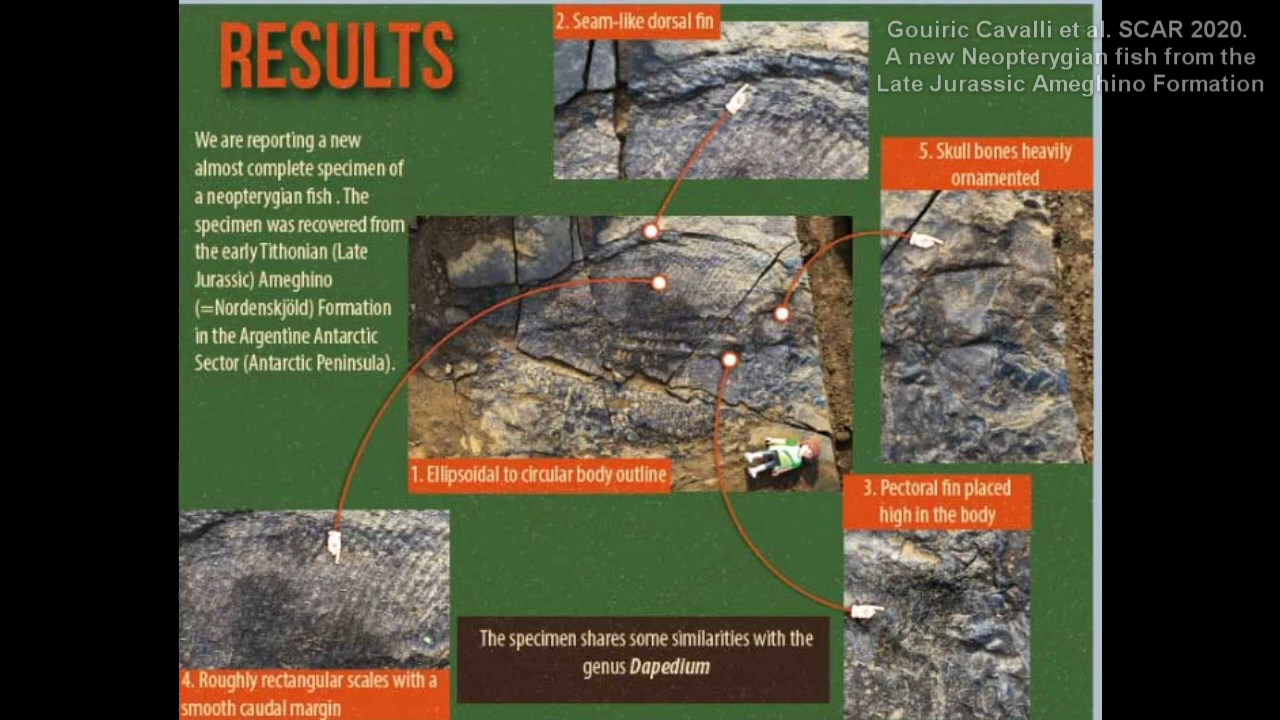 RESULTS
We are reporting a new
almost complete specimen of
a neopterygian fish . The
specimen was recovered from
the early Tithonian (Late
Jurassic) Ameghino
(=Nordenskjöld) Formation
in the Argentine Antarctic
Sector (Antarctic Peninsula).
2. Seam-like dorsal fin
Gouiric Cavalli et al. SCAR 2020.
A new Neopterygian fish from the
Late Jurassic Ameghino Formation
5. Skull bones heavily
ornamented
1. Ellipsoidal to circular body outline
3. Pectoral fin placed
high in the body
4. Roughly rectangular scales with a
smooth caudal margin
The specimen shares some similarities with the
genus Dapedium